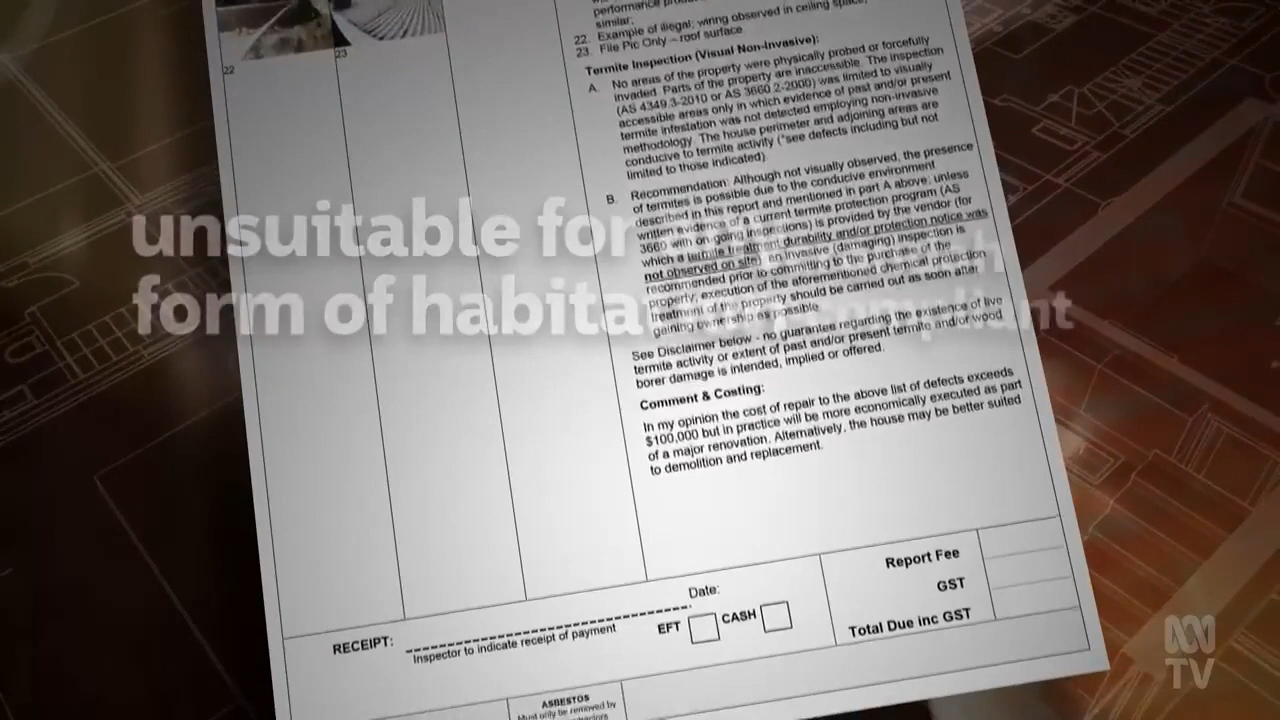 22
23
performance
similar;
22. Example of illegal; wiring observed in ceiling space;
23. File Pic Only – roof surface
Termite Inspection (Visual Non-Invasive):
A. No areas of the property were physically probed or forcefully
invaded. Parts of the property are inaccessible. The inspection
(AS 4349.3-2010 or AS 3660.2-2000) was limited to visually
accessible areas only in which evidence of past and/or present
termite infestation was not detected employing non-invasive
methodology. The house perimeter and adjoining areas are
conducive to termite activity (*see defects including but not
limited to those indicated).
B. Recommendation: Although not visually observed, the presence
of termites is possible due to the conducive environment
described in this report and mentioned in part A above; unless
written evidence of a current termite protection program (AS
3660 with on-going inspections) is provided by the vendor (for
which a termite treatment durability and/or protection notice was
not observed on site) an invasive (damaging) inspection is
recommended prior to committing to the purchase of the
property; execution of the aforementioned chemical protection
treatment of the property should be carried out as soon after
gaining ownership as possible.
See Disclaimer below - no guarantee regarding the existence of live
termite activity or extent of past and/or present termite and/or wood
borer damage is intended, implied or offered.
Comment & Costing:
In my opinion the cost of repair to the above list of defects exceeds
$100,000 but in practice will be more economically executed as part
of a major renovation. Alternatively, the house may be better suited
to demolition and replacement.
unsuitable for
form of habita
Report Fee
GST
Total Due inc GST
Date:
RECEIPT:
EFT
CASH
Inspector to indicate receipt of payment
ASBESTOS
Must only be removed by
ABC
TV